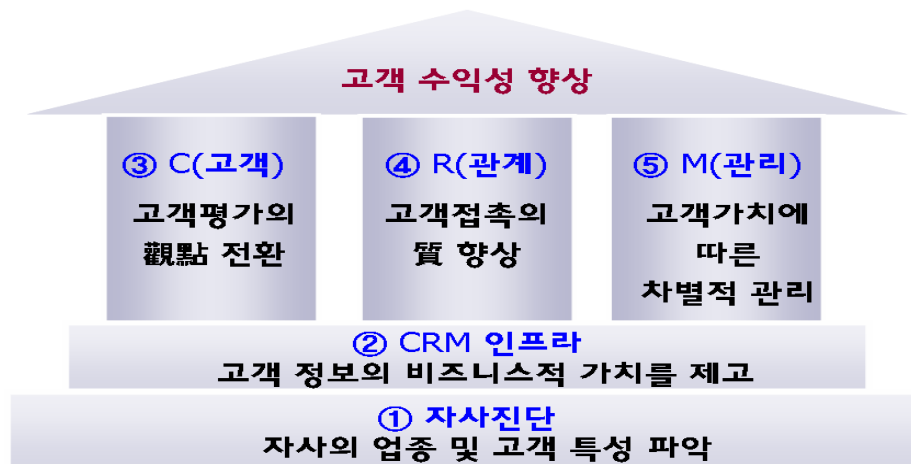 고객 수익성 향상
③ C(고객)
고객평가의
觀點 전환
④ R(관계)
고객접촉의
質 향상
⑤ M(관리)
고객가치에
따른
차별적 관리
② CRM 인프라
고객 정보의 비즈니스적 가치를 제고
① 자사진단
자사의 업종 및 고객 특성 파악